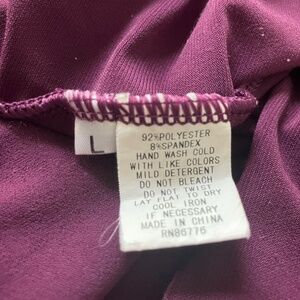 L
92%POLYESTER
8%SPANDEX
HAND WASH COLD
WITH LIKE COLORS
MILD DETERGENT
DO NOT BLEACH
DO NOT TWIST
LAY FLAT TO DRY
COOL IRON
IF NECESSARY
MADE IN CHINA
RN86776